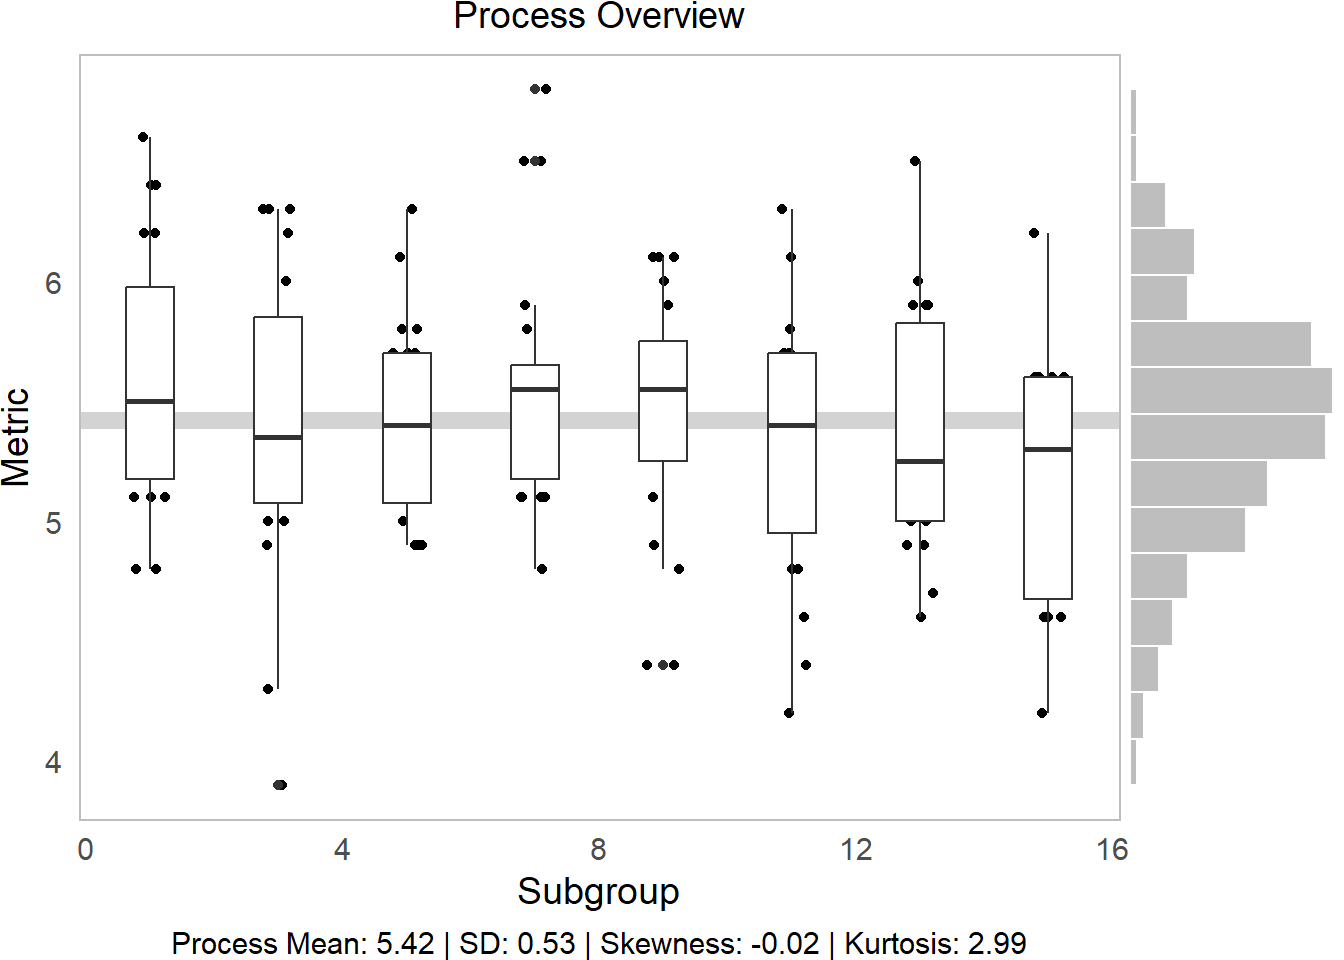 Process Overview
Metric
6
5
4
0 4 8 12 16
Subgroup
Process Mean: 5.42 | SD: 0.53 | Skewness: -0.02 | Kurtosis: 2.99